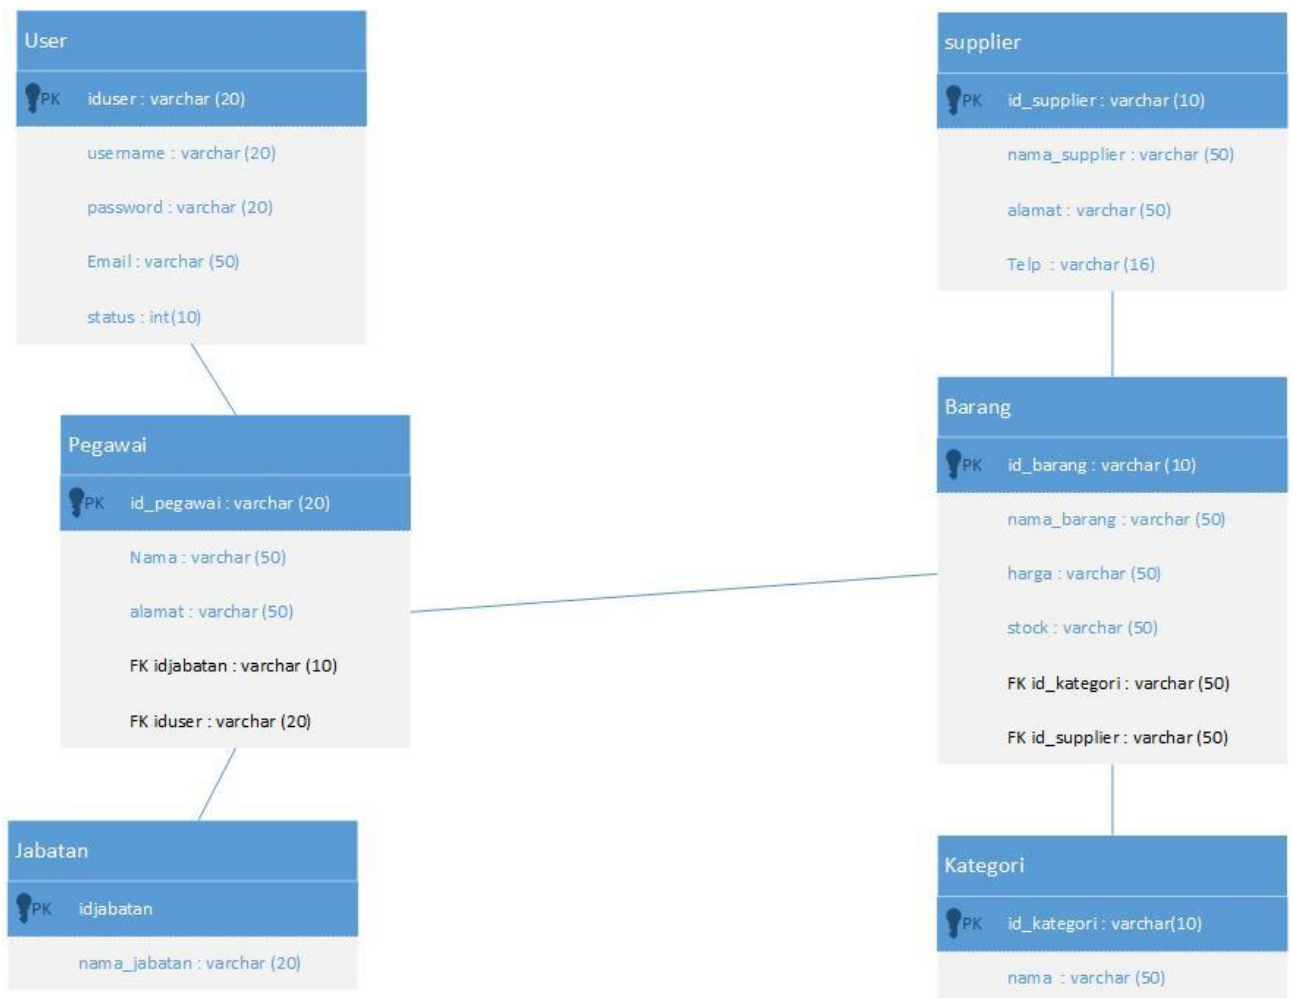 User
PK iduser : varchar (20)
username : varchar (20)
password : varchar (20)
Email : varchar (50)
status : int(10)
supplier
PK id_supplier : varchar (10)
nama_supplier : varchar (50)
alamat : varchar (50)
Telp : varchar (16)
Pegawai
PK id_pegawai : varchar (20)
Nama : varchar (50)
alamat : varchar (50)
FK idjabatan : varchar (10)
FK iduser : varchar (20)
Barang
PK id_barang : varchar (10)
nama_barang : varchar (50)
harga : varchar (50)
stock : varchar (50)
FK id_kategori : varchar (50)
FK id_supplier : varchar (50)
Jabatan
PK idjabatan
nama_jabatan : varchar (20)
Kategori
PK id_kategori : varchar(10)
nama : varchar (50)